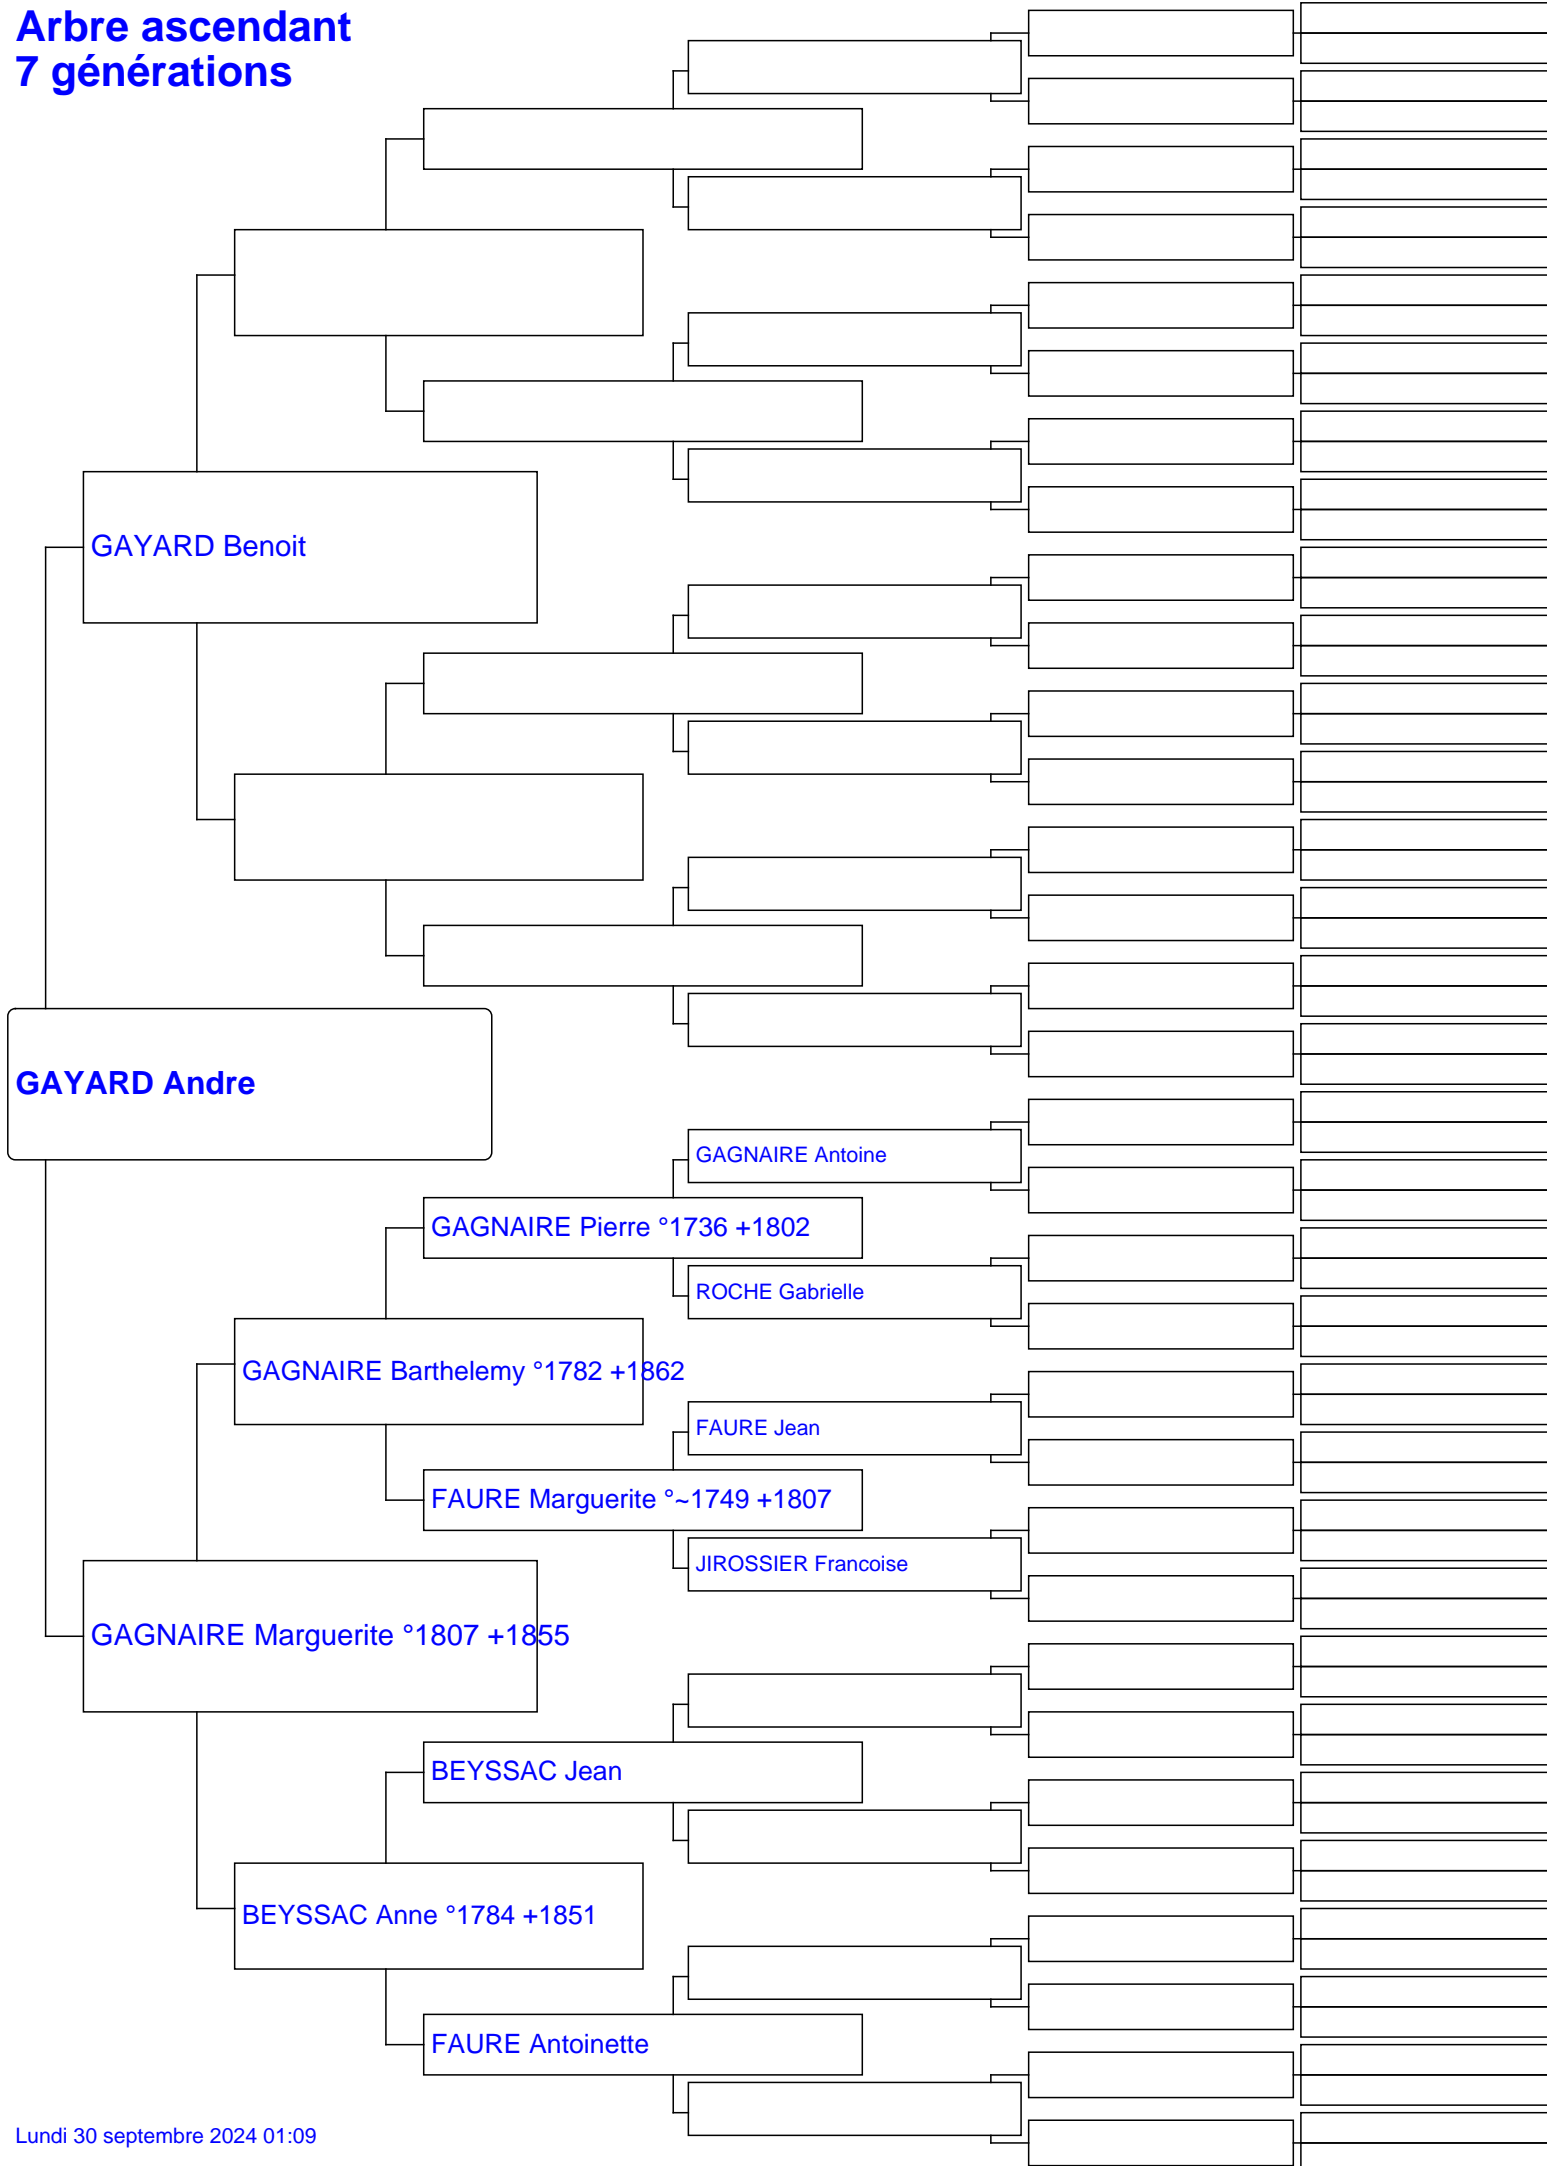 Arbre ascendant
7 générations
GAYARD Benoit
GAYARD Andre
GAGNAIRE Antoine
GAGNAIRE Pierre °1736 +1802
ROCHE Gabrielle
GAGNAIRE Barthelemy °1782 +1862
FAURE Jean
FAURE Marguerite °~1749 +1807
JIROSSIER Francoise
GAGNAIRE Marguerite °1807 +1855
BEYSSAC Jean
BEYSSAC Anne °1784 +1851
FAURE Antoinette
Lundi 30 septembre 2024 01:09